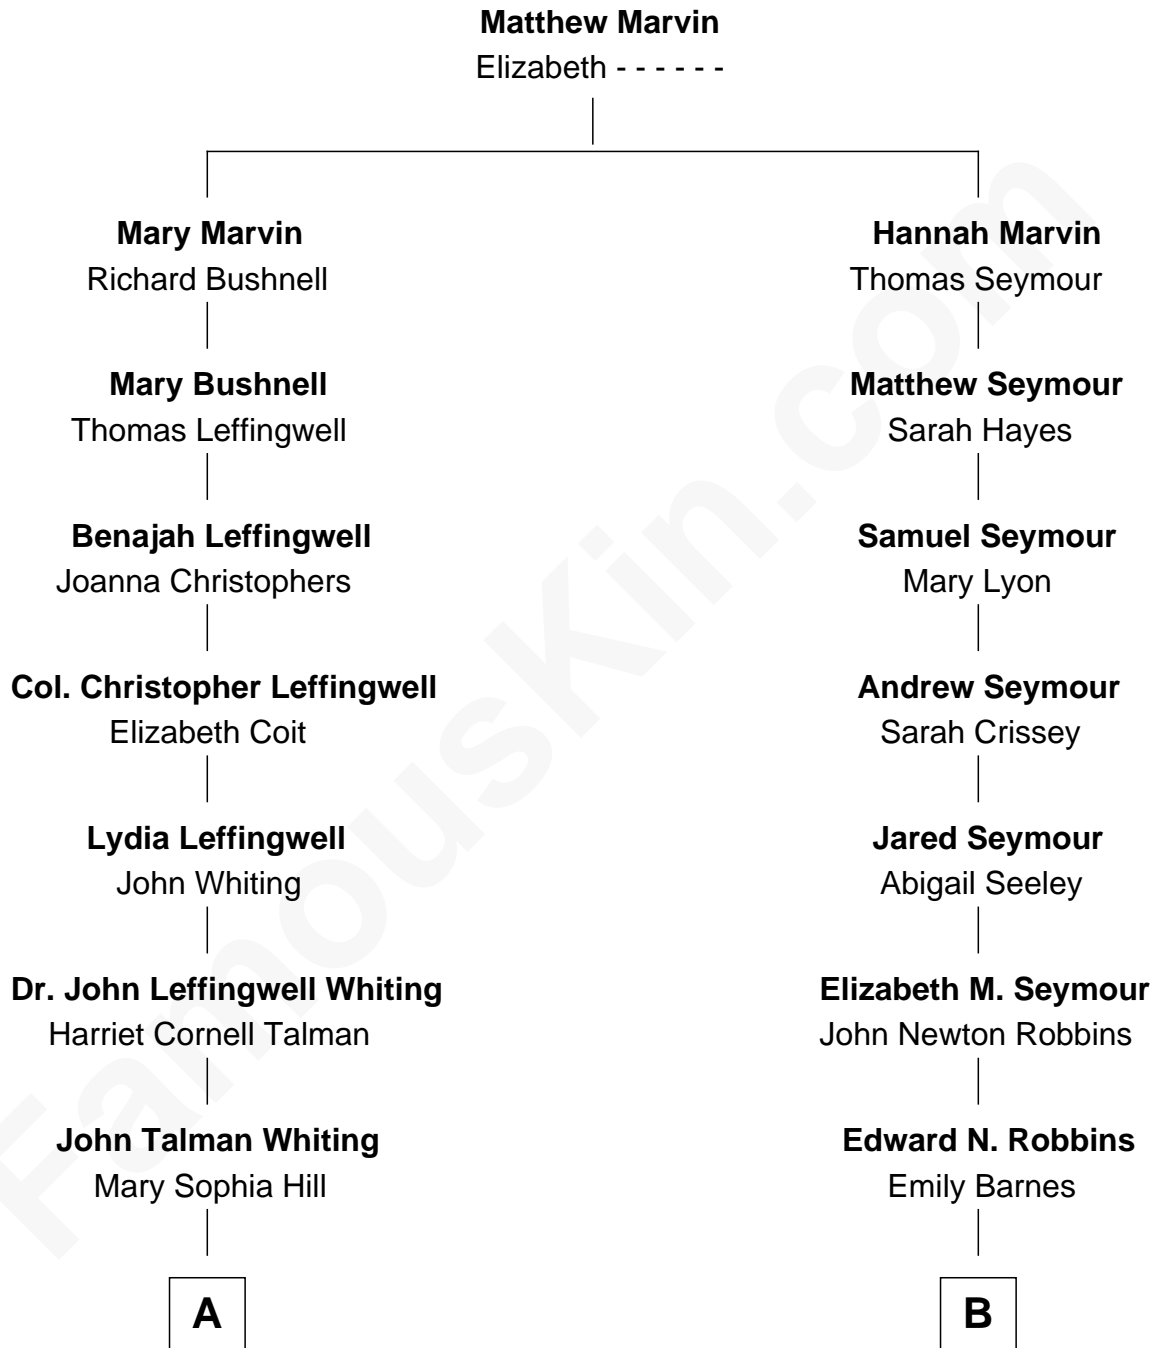 Matthew Marvin
Elizabeth - - - - - -
Mary Marvin
Richard Bushnell
Hannah Marvin
Thomas Seymour
Mary Bushnell
Thomas Leffingwell
Matthew Seymour
Sarah Hayes
Benajah Leffingwell
Joanna Christophers
Samuel Seymour
Mary Lyon
Col. Christopher Leffingwell
Elizabeth Coit
Andrew Seymour
Sarah Crissey
Lydia Leffingwell
John Whiting
Jared Seymour
Abigail Seeley
Dr. John Leffingwell Whiting
Harriet Cornell Talman
Elizabeth M. Seymour
John Newton Robbins
John Talman Whiting
Mary Sophia Hill
Edward N. Robbins
Emily Barnes
A
B
FamousKin.com